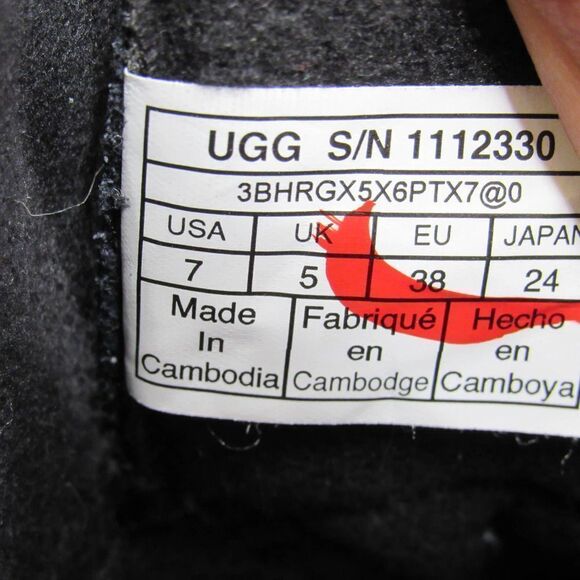 UGG S/N 1112330
3BHRGX5X6PTX7@0
USA UK EU JAPAN
7 5 38 24
Made Fabriqué Hecho
In en en
Cambodia Cambodge Camboya